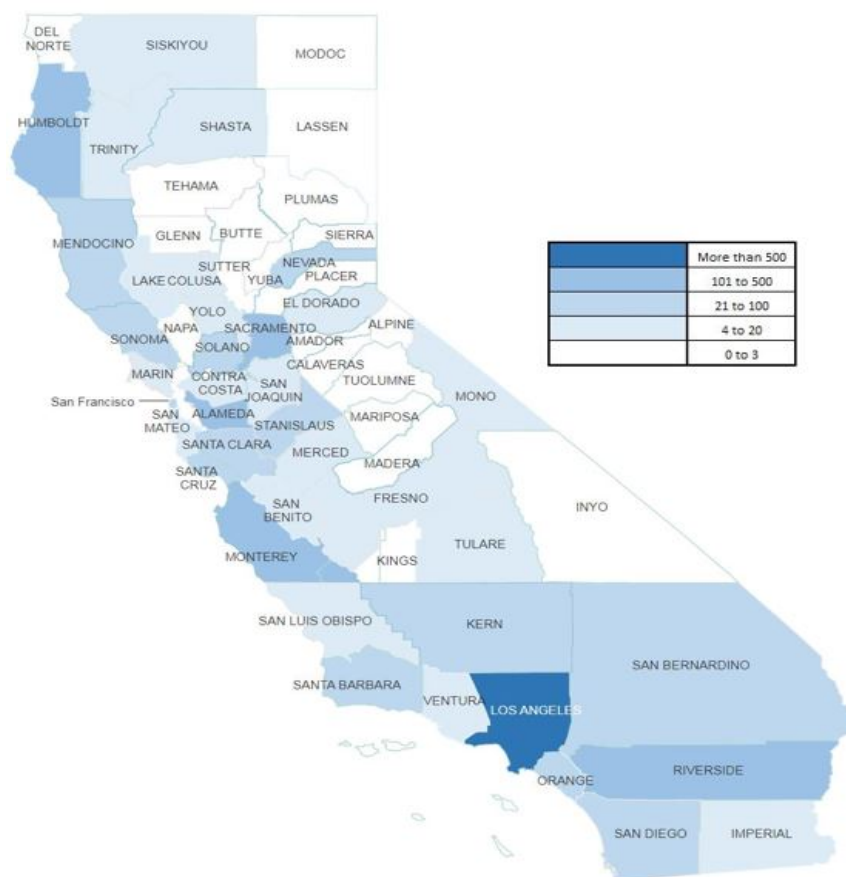 DEL
NORTE
SISKIYOU
MODOC
HUMBOLDT
TRINITY
SHASTA
LASSEN
TEHAMA
PLUMAS
GLENN
BUTTE
SIERRA
MENDOCINO
SUTTER
NEVADA
LAKE COLUSA
YUBA
PLACER
YOLO
EL DORADO
NAPA
SACRAMENTO
ALPINE
SONOMA
SOLANO
AMADOR
MARIN
CONTRA
COSTA
SAN
JOAQUIN
CALAVERAS
TUOLUMNE
MONO
San Francisco
SAN
MATEO
ALAMEDA
STANISLAUS
MARIPOSA
SANTA CLARA
MERCED
MADERA
SANTA
CRUZ
SAN
BENITO
FRESNO
INYO
MONTEREY
KINGS
TULARE
SAN LUIS OBISPO
KERN
SAN BERNARDINO
SANTA BARBARA
VENTURA
LOS ANGELES
ORANGE
RIVERSIDE
SAN DIEGO
IMPERIAL
More than 500
101 to 500
21 to 100
4 to 20
0 to 3